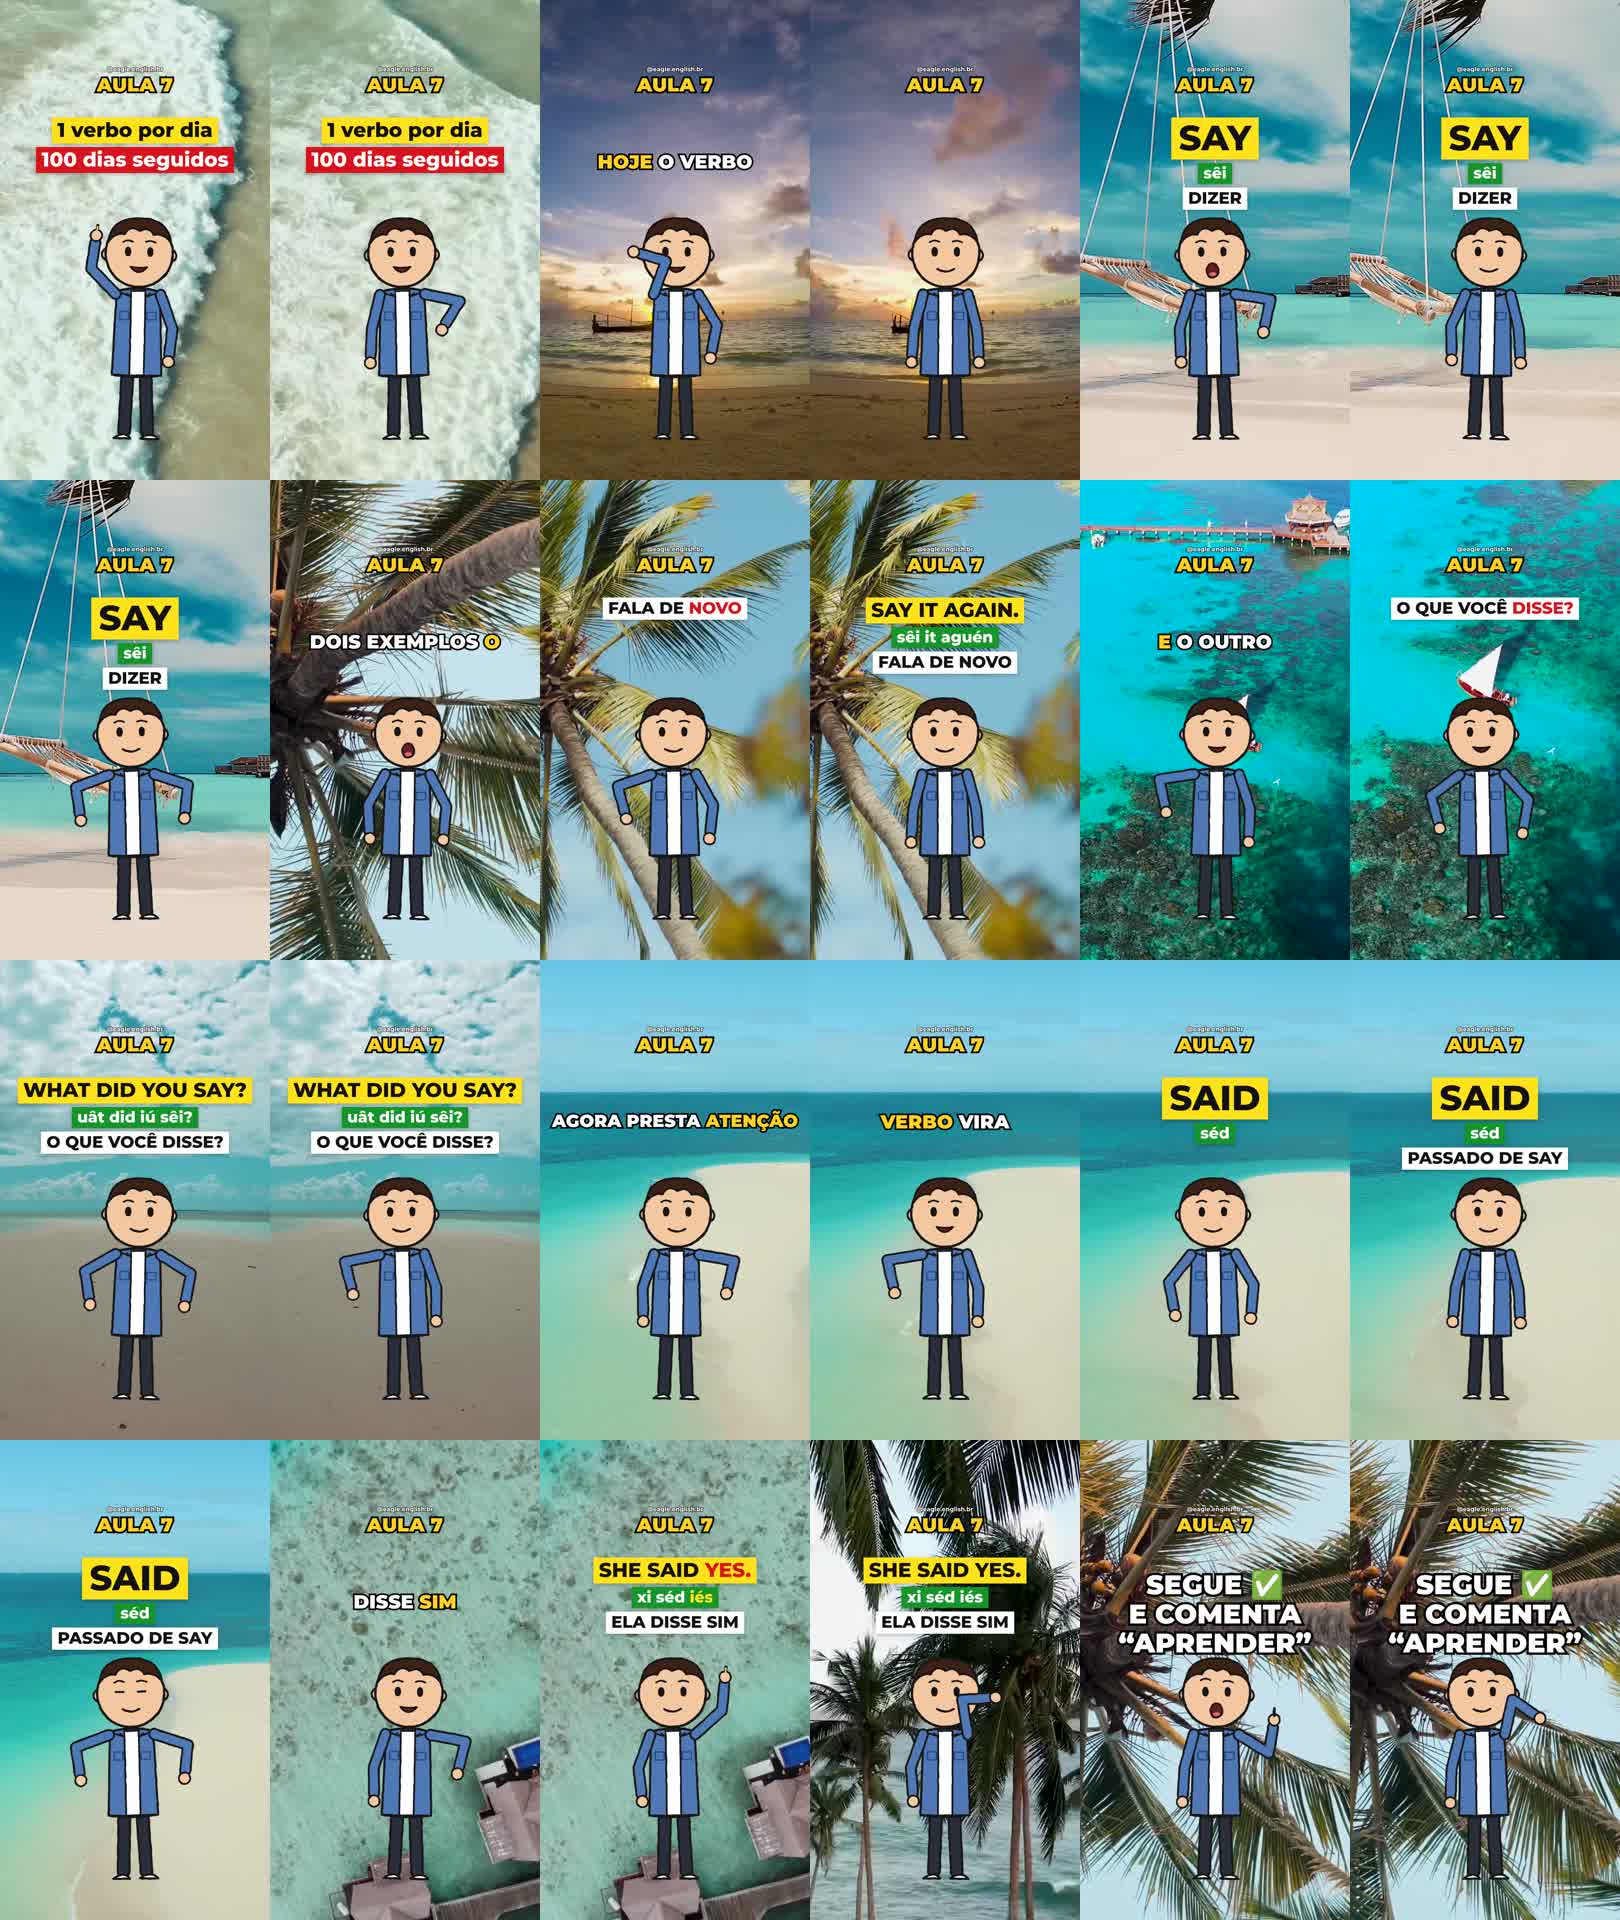 @eagle.english.br
AULA 7
1 verbo por dia
100 dias seguidos
@eagle.english.br
AULA 7
1 verbo por dia
100 dias seguidos
@eagle.english.br
AULA 7
HOJE O VERBO
@eagle.english.br
AULA 7
@eagle.english.br
AULA 7
SAY
sêi
DIZER
@eagle.english.br
AULA 7
SAY
sêi
DIZER
@eagle.english.br
AULA 7
SAY
sêi
DIZER
@eagle.english.br
AULA 7
DOIS EXEMPLOS O
@eagle.english.br
AULA 7
FALA DE NOVO
@eagle.english.br
AULA 7
SAY IT AGAIN.
sêi it aguén
FALA DE NOVO
@eagle.english.br
AULA 7
E O OUTRO
@eagle.english.br
AULA 7
O QUE VOCÊ DISSE?
@eagle.english.br
AULA 7
WHAT DID YOU SAY?
uât did iú sêi?
O QUE VOCÊ DISSE?
@eagle.english.br
AULA 7
WHAT DID YOU SAY?
uât did iú sêi?
O QUE VOCÊ DISSE?
@eagle.english.br
AULA 7
AGORA PRESTA ATENÇÃO
@eagle.english.br
AULA 7
VERBO VIRA
@eagle.english.br
AULA 7
SAID
séd
@eagle.english.br
AULA 7
SAID
séd
PASSADO DE SAY
@eagle.english.br
AULA 7
SAID
séd
PASSADO DE SAY
@eagle.english.br
AULA 7
DISSE SIM
@eagle.english.br
AULA 7
SHE SAID YES.
xi séd iés
ELA DISSE SIM
@eagle.english.br
AULA 7
SHE SAID YES.
xi séd iés
ELA DISSE SIM
@eagle.english.br
AULA 7
SEGUE ✅
E COMENTA
“APRENDER”
@eagle.english.br
AULA 7
SEGUE ✅
E COMENTA
“APRENDER”